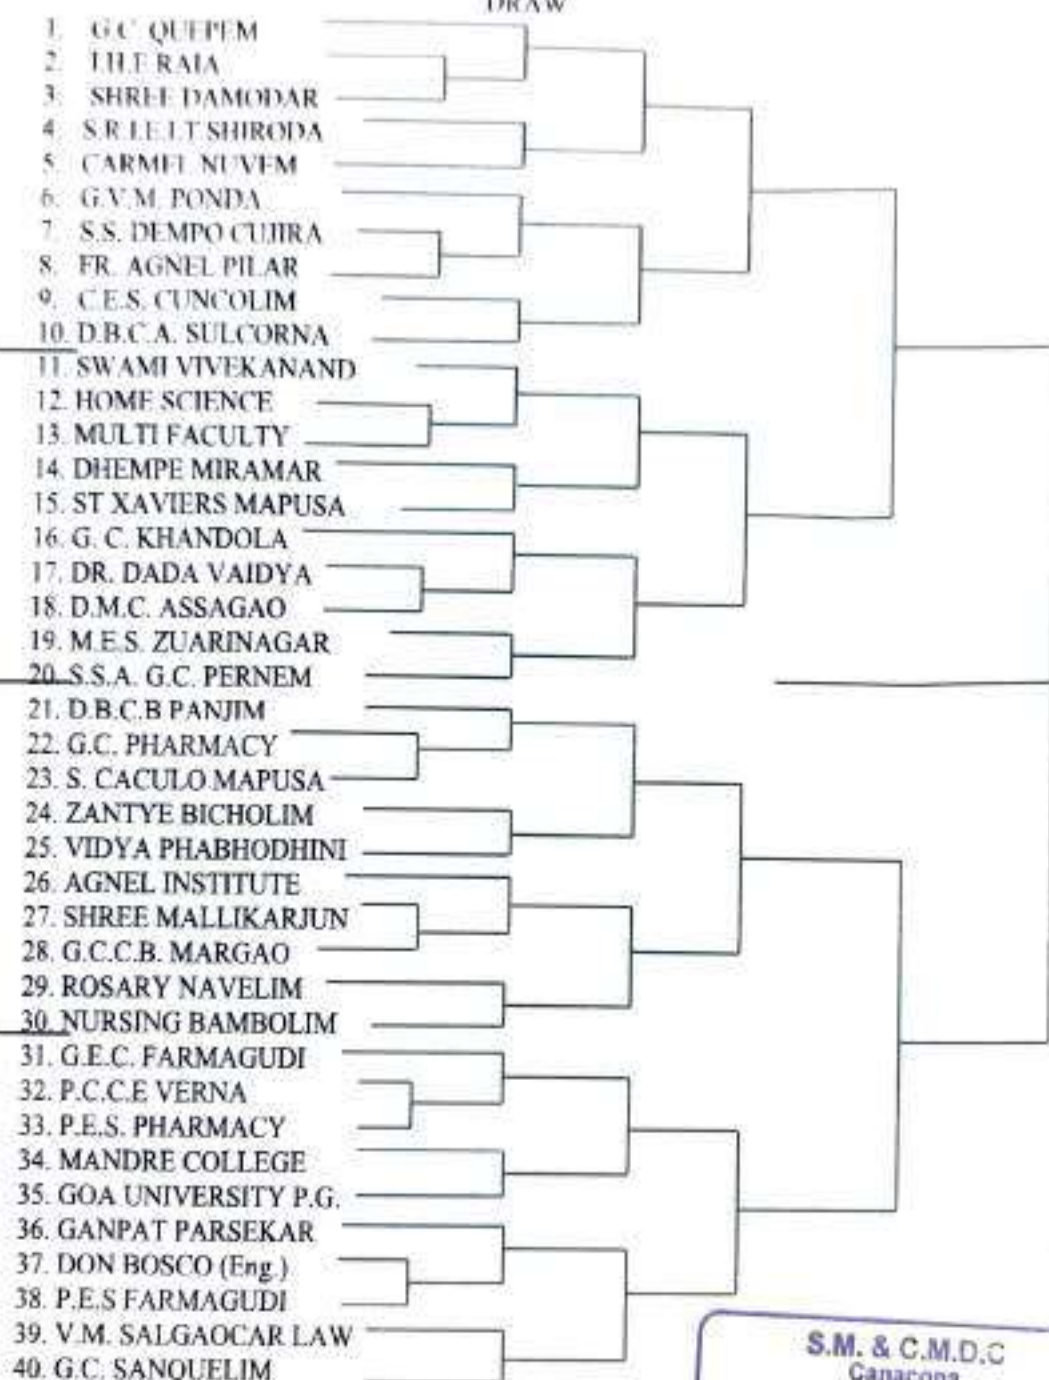 DRAW
1. G.C. QUEPEM
2. I.H.F RAIA
3. SHREE DAMODAR
4. S.R.I.E.I.T SHIRODA
5. CARMEL NUVEM
6. G.V.M. PONDA
7. S.S. DEMPO CUJIRA
8. FR. AGNEL PILAR
9. C.E.S. CUNCOLIM
10. D.B.C.A. SULCORNA
11. SWAMI VIVEKANAND
12. HOME SCIENCE
13. MULTI FACULTY
14. DHEMPE MIRAMAR
15. ST XAVIERS MAPUSA
16. G. C. KHANDOLA
17. DR. DADA VAIDYA
18. D.M.C. ASSAGAO
19. M.E.S. ZUARINAGAR
20. S.S.A. G.C. PERNEM
21. D.B.C.B PANJIM
22. G.C. PHARMACY
23. S. CACULO MAPUSA
24. ZANTYE BICHOLIM
25. VIDYA PHABHODHINI
26. AGNEL INSTITUTE
27. SHREE MALLIKARJUN
28. G.C.C.B. MARGAO
29. ROSARY NAVELIM
30. NURSING BAMBOLIM
31. G.E.C. FARMAGUDI
32. P.C.C.E VERNA
33. P.E.S. PHARMACY
34. MANDRE COLLEGE
35. GOA UNIVERSITY P.G.
36. GANPAT PARSEKAR
37. DON BOSCO (Eng.)
38. P.E.S FARMAGUDI
39. V.M. SALGAOCAR LAW
40. G.C. SANQUELIM
S.M. & C.M.D.C
Canacona